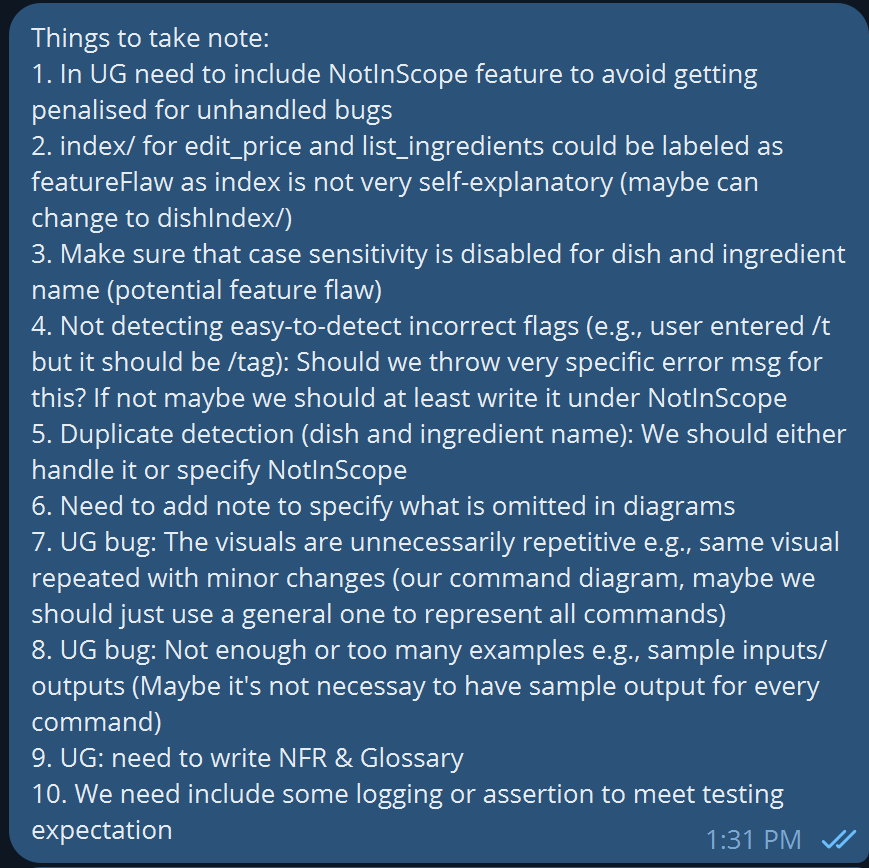 Things to take note:
1. In UG need to include NotInScope feature to avoid getting
penalised for unhandled bugs
2. index/ for edit_price and list_ingredients could be labeled as
featureFlaw as index is not very self-explanatory (maybe can
change to dishIndex/)
3. Make sure that case sensitivity is disabled for dish and ingredient
name (potential feature flaw)
4. Not detecting easy-to-detect incorrect flags (e.g., user entered /t
but it should be /tag): Should we throw very specific error msg for
this? If not maybe we should at least write it under NotInScope
5. Duplicate detection (dish and ingredient name): We should either
handle it or specify NotInScope
6. Need to add note to specify what is omitted in diagrams
7. UG bug: The visuals are unnecessarily repetitive e.g., same visual
repeated with minor changes (our command diagram, maybe we
should just use a general one to represent all commands)
8. UG bug: Not enough or too many examples e.g., sample inputs/
outputs (Maybe it's not necessay to have sample output for every
command)
9. UG: need to write NFR & Glossary
10. We need include some logging or assertion to meet testing
expectation
1:31 PM